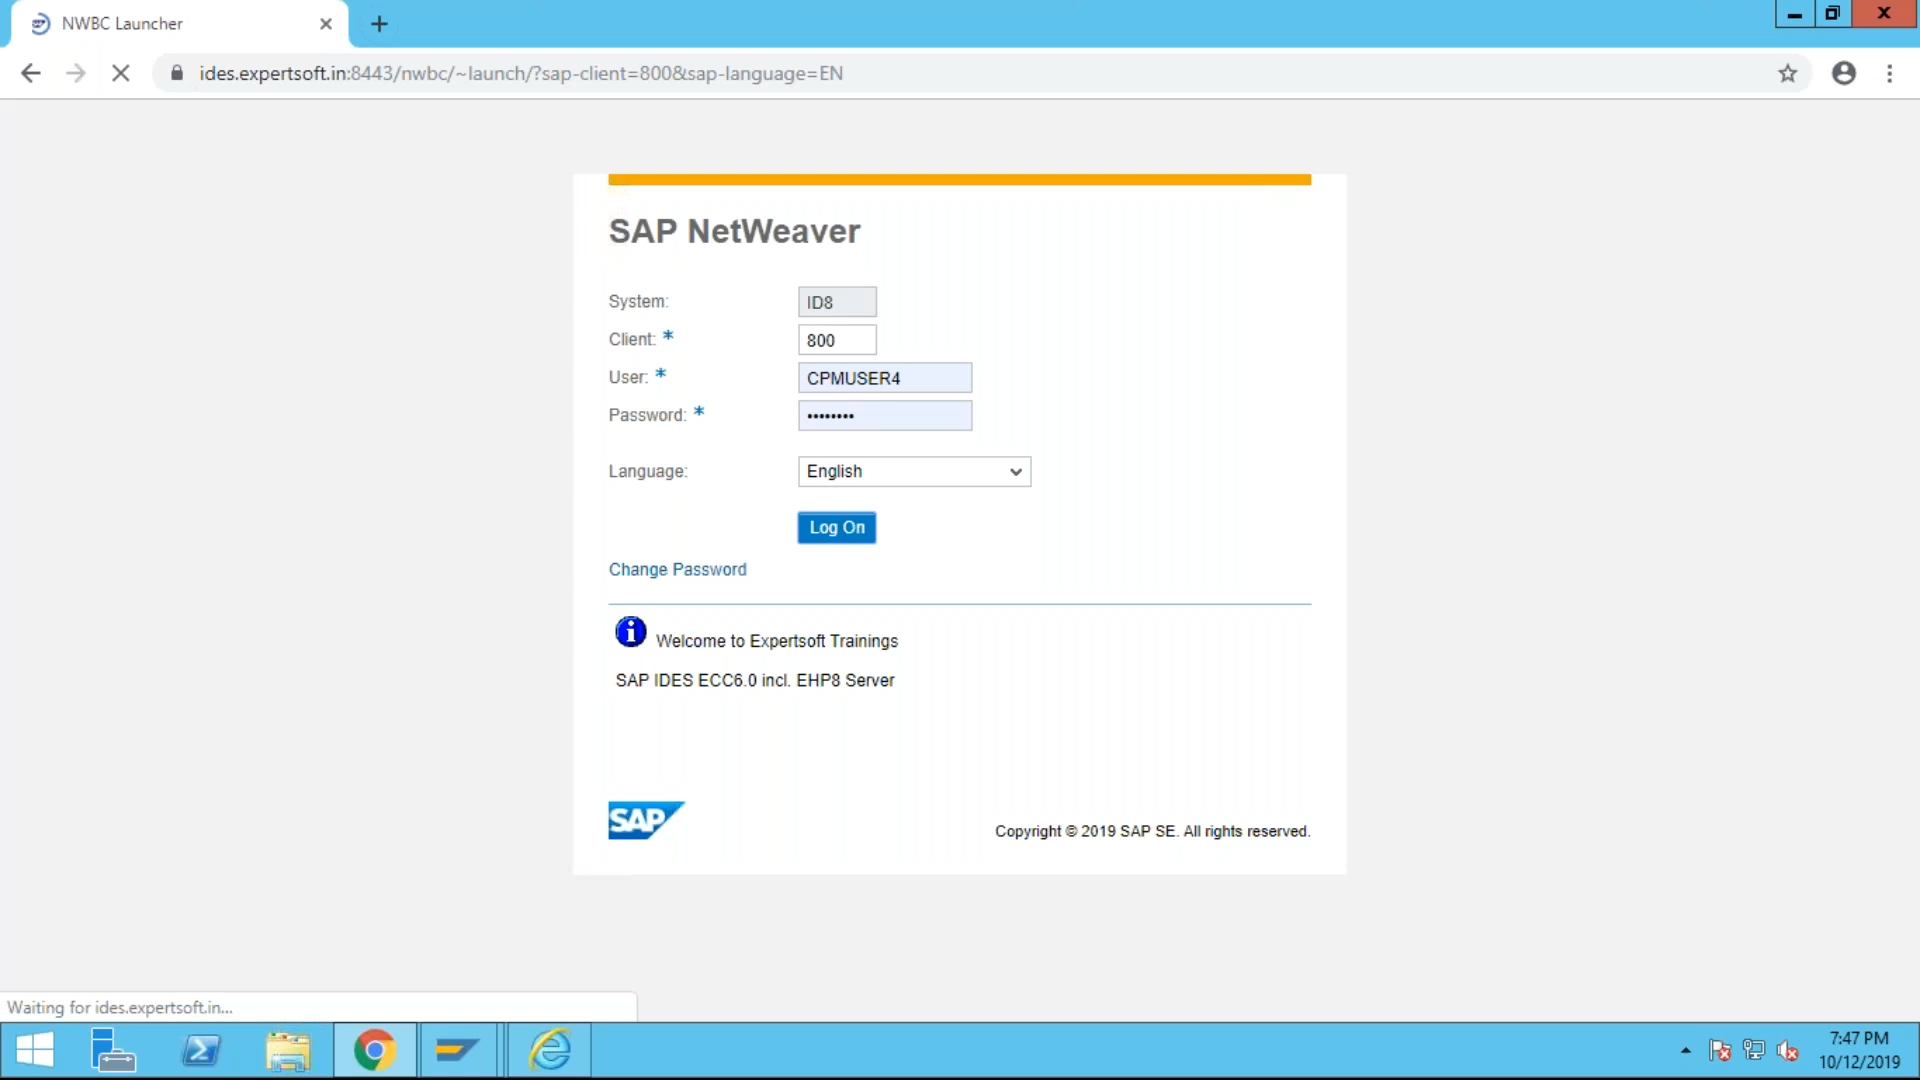 NWBC Launcher
ides.expertsoft.in:8443/nwbc/~launch/?sap-client=800&sap-language=EN
SAP NetWeaver
System: ID8
Client: * 800
User: * CPMUSER4
Password: * ••••••••
Language: English
Log On
Change Password
Welcome to Expertsoft Trainings
SAP IDES ECC6.0 incl. EHP8 Server
SAP
Copyright © 2019 SAP SE. All rights reserved.
Waiting for ides.expertsoft.in...
7:47 PM
10/12/2019